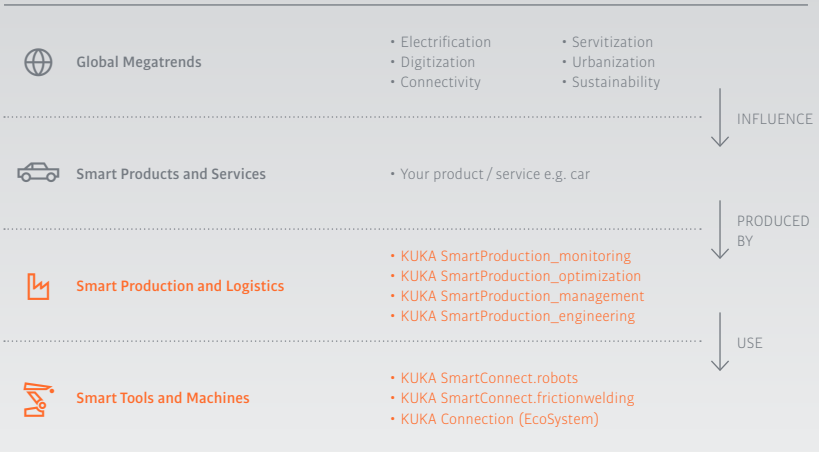 Global Megatrends
• Electrification
• Digitization
• Connectivity
• Servitization
• Urbanization
• Sustainability
INFLUENCE
Smart Products and Services
• Your product / service e.g. car
PRODUCED
BY
Smart Production and Logistics
• KUKA SmartProduction_monitoring
• KUKA SmartProduction_optimization
• KUKA SmartProduction_management
• KUKA SmartProduction_engineering
USE
Smart Tools and Machines
• KUKA SmartConnect.robots
• KUKA SmartConnect.frictionwelding
• KUKA Connection (EcoSystem)